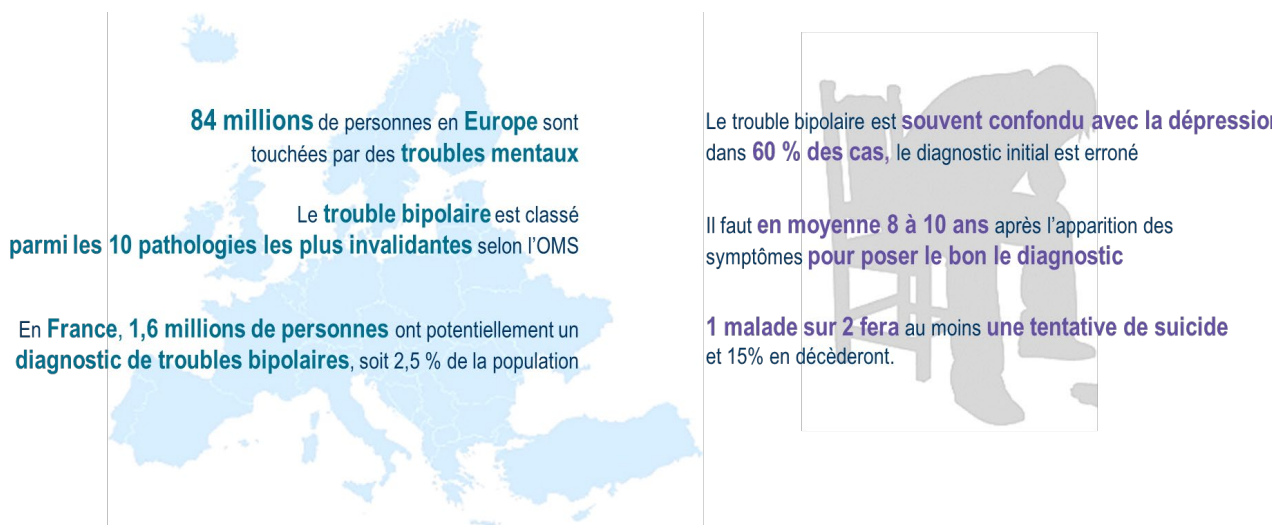 84 millions de personnes en Europe sont
touchées par des troubles mentaux
Le trouble bipolaire est classé
parmi les 10 pathologies les plus invalidantes selon l’OMS
En France, 1,6 millions de personnes ont potentiellement un
diagnostic de troubles bipolaires, soit 2,5 % de la population
Le trouble bipolaire est souvent confondu avec la dépression
dans 60 % des cas, le diagnostic initial est erroné
Il faut en moyenne 8 à 10 ans après l’apparition des
symptômes pour poser le bon le diagnostic
1 malade sur 2 fera au moins une tentative de suicide
et 15% en décèderont.